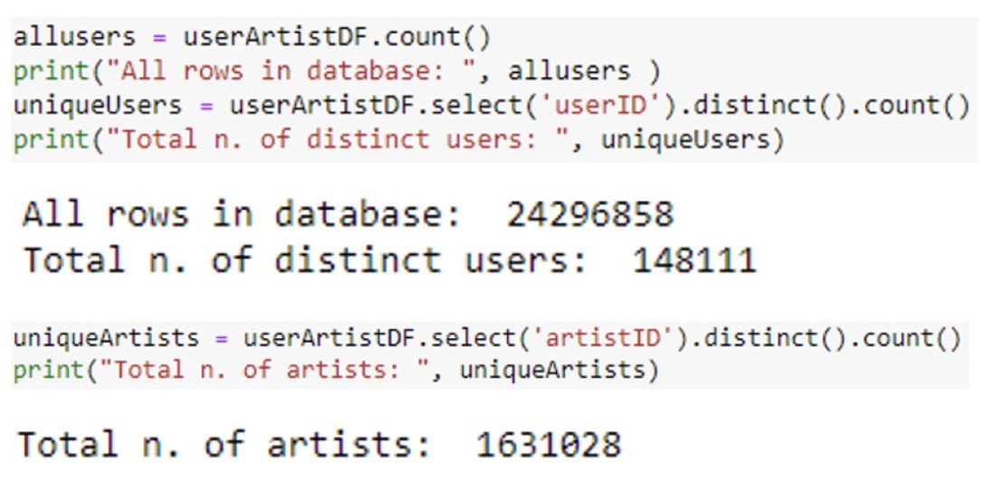 allusers = userArtistDF.count()
print("All rows in database: ", allusers )
uniqueUsers = userArtistDF.select('userID').distinct().count()
print("Total n. of distinct users: ", uniqueUsers)
All rows in database:  24296858
Total n. of distinct users:  148111
uniqueArtists = userArtistDF.select('artistID').distinct().count()
print("Total n. of artists: ", uniqueArtists)
Total n. of artists:  1631028